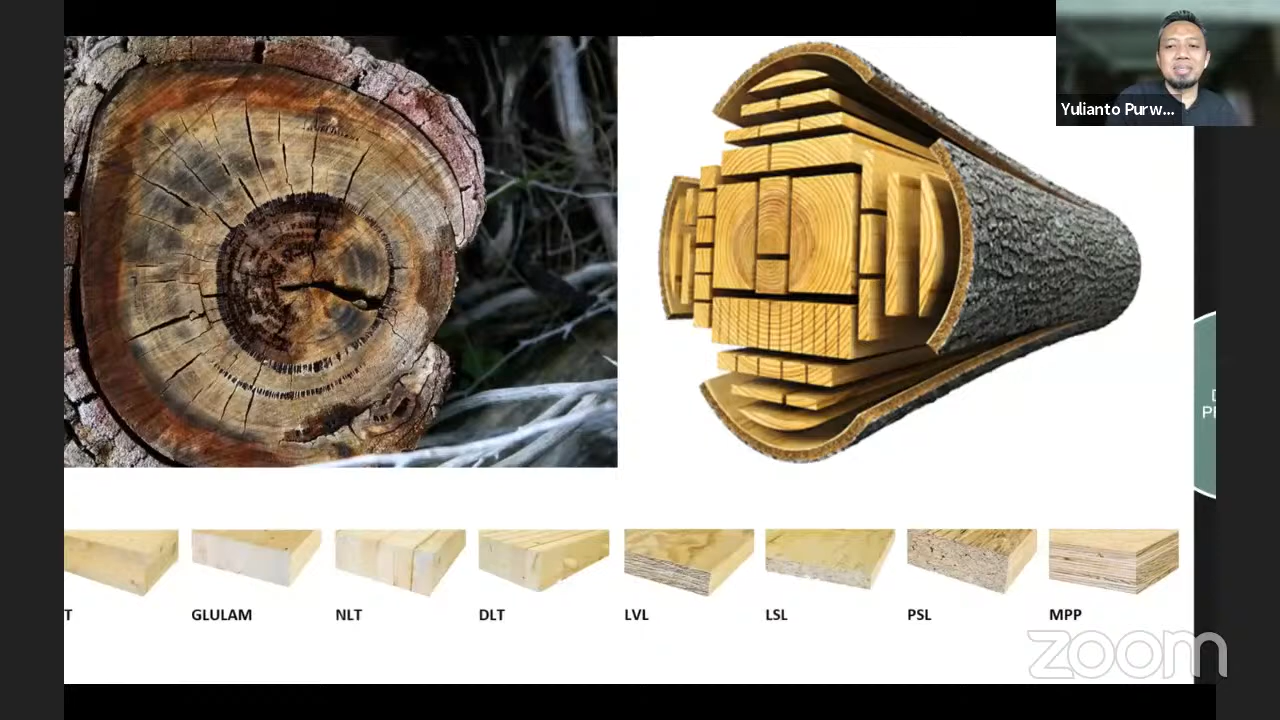 Yulianto Purw...
T
GLULAM
NLT
DLT
LVL
LSL
PSL
MPP
zoom